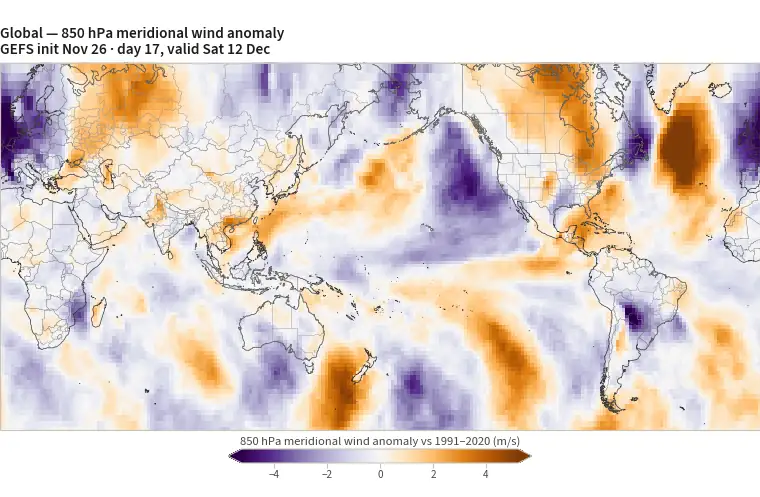 Global — 850 hPa meridional wind anomaly
GEFS init Nov 26 · day 17, valid Sat 12 Dec
850 hPa meridional wind anomaly vs 1991–2020 (m/s)
−4 −2 0 2 4